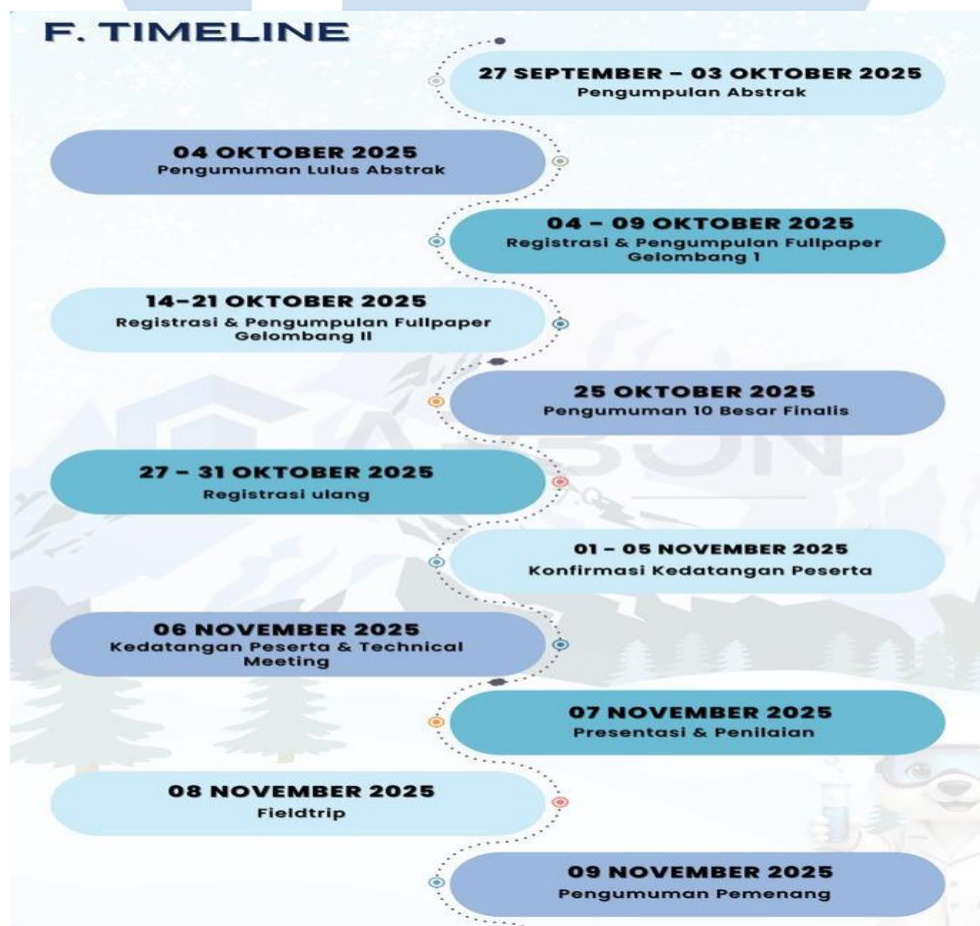 F. TIMELINE
27 SEPTEMBER – 03 OKTOBER 2025
Pengumpulan Abstrak
04 OKTOBER 2025
Pengumuman Lulus Abstrak
04 – 09 OKTOBER 2025
Registrasi & Pengumpulan Fullpaper
Gelombang 1
14–21 OKTOBER 2025
Registrasi & Pengumpulan Fullpaper
Gelombang II
25 OKTOBER 2025
Pengumuman 10 Besar Finalis
27 – 31 OKTOBER 2025
Registrasi ulang
01 – 05 NOVEMBER 2025
Konfirmasi Kedatangan Peserta
06 NOVEMBER 2025
Kedatangan Peserta & Technical
Meeting
07 NOVEMBER 2025
Presentasi & Penilaian
08 NOVEMBER 2025
Fieldtrip
09 NOVEMBER 2025
Pengumuman Pemenang